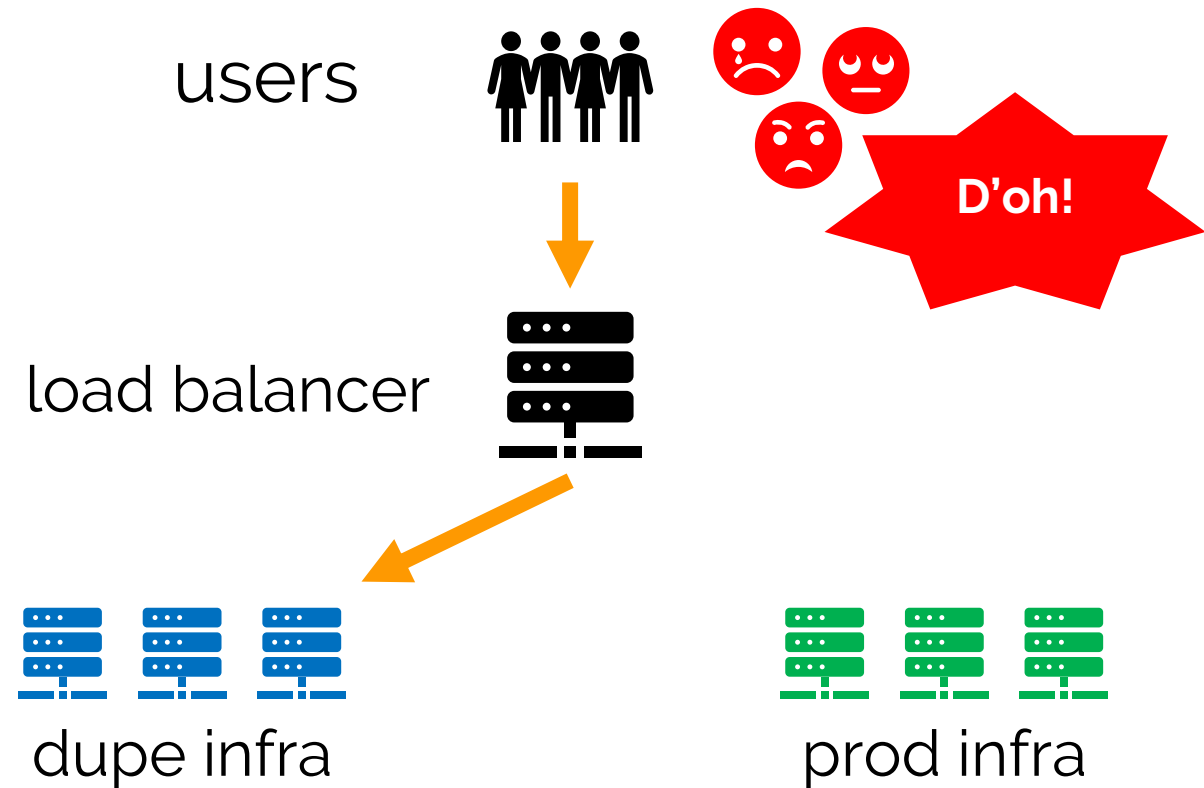 users
D’oh!
load balancer
dupe infra
prod infra